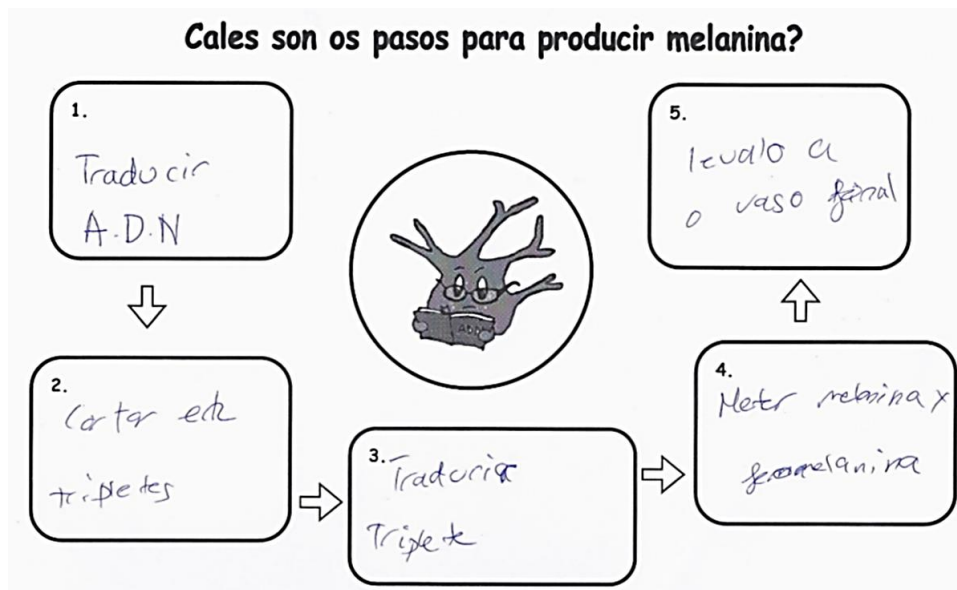 Cales son os pasos para producir melanina?
1.
Traducir
A.D.N
2.
Cortar
tripletes
3.
Traducir
Triplete
4.
Meter melanina y
feomelanina
5.
levalo a
o vaso final